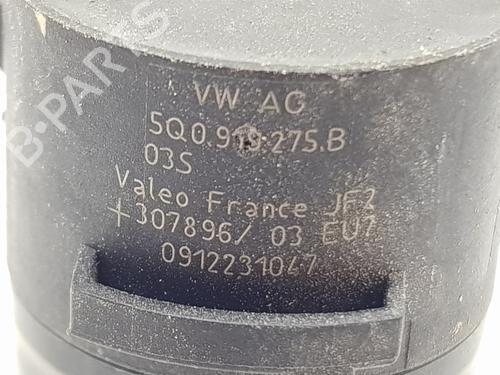 VW AG
5Q0.919.275.B
03S
Valeo France JF2
+307896/ 03 EU7
0912231047
B-PARTS